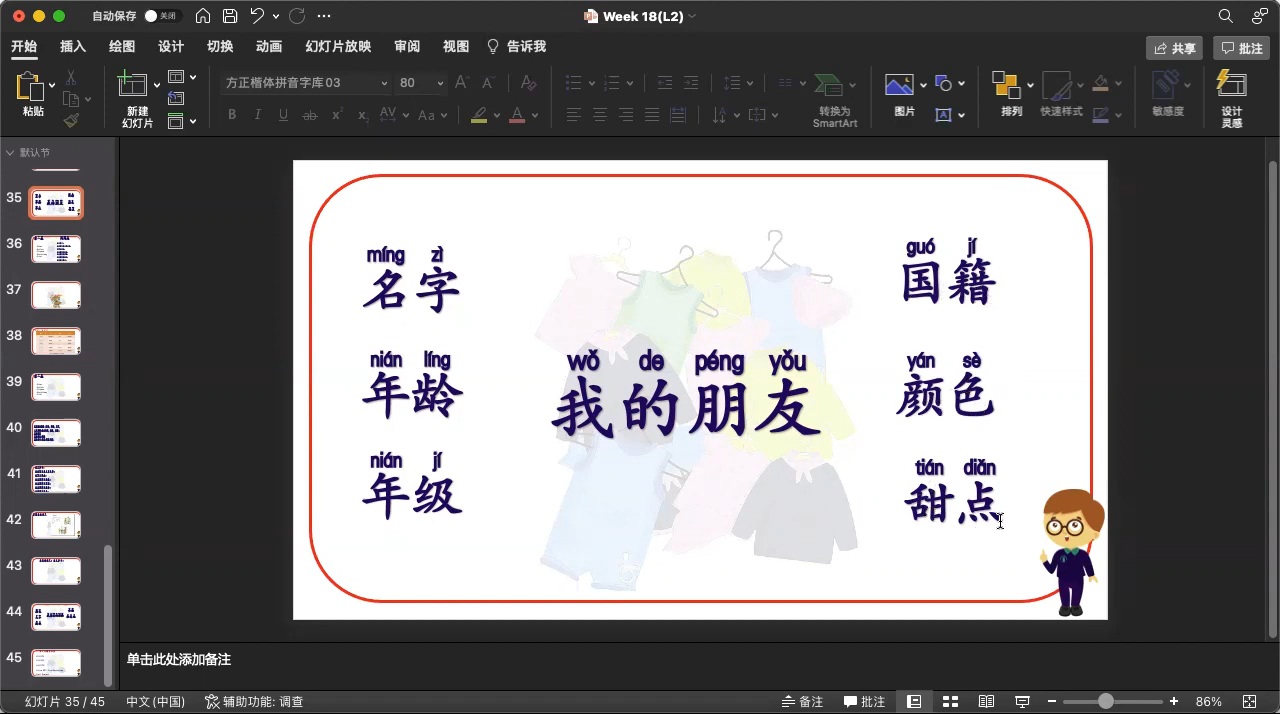 自动保存 关闭 Week 18(L2)
开始 插入 绘图 设计 切换 动画 幻灯片放映 审阅 视图 告诉我 共享 批注
粘贴 新建幻灯片 方正楷体拼音字库03 80 转换为 SmartArt 图片 排列 快速样式 敏感度 设计灵感
默认节
35
36
37
38
39
40
41
42
43
44
45
míng zì
名字
nián líng
年龄
nián jí
年级
wǒ de péng yǒu
我的朋友
guó jí
国籍
yán sè
颜色
tián diǎn
甜点
单击此处添加备注
幻灯片 35 / 45 中文(中国) 辅助功能: 调查 备注 批注 86%